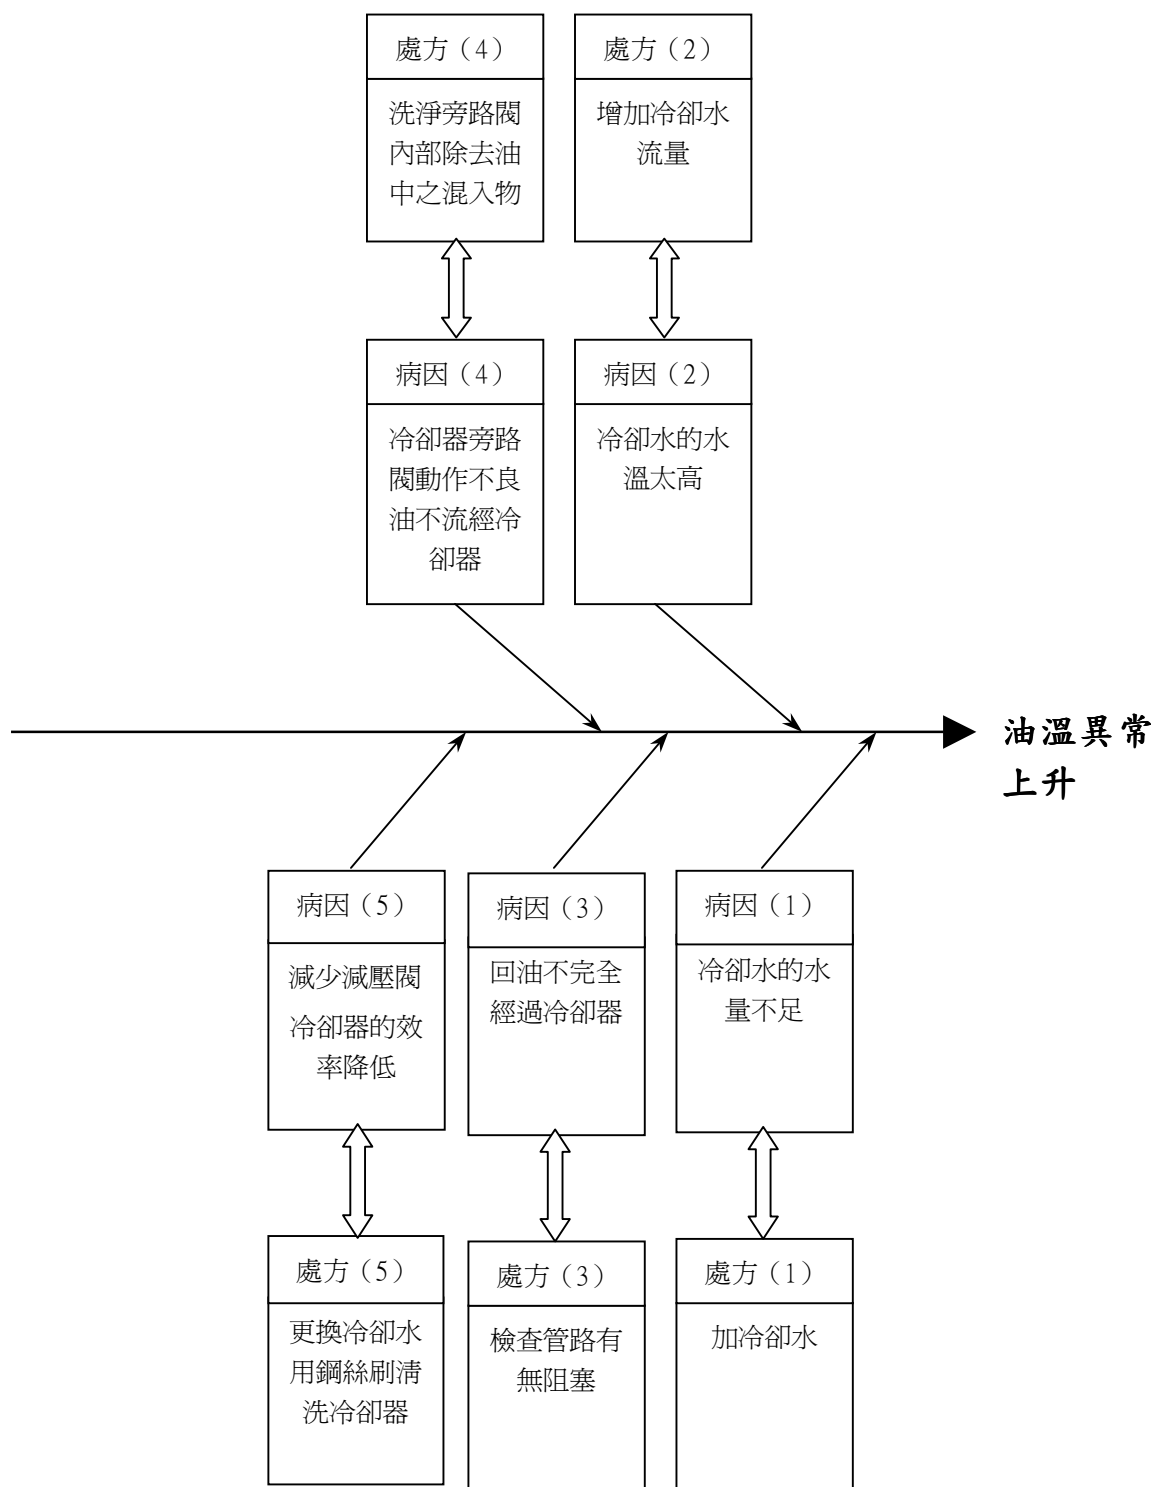 處方（4）
洗淨旁路閥
內部除去油
中之混入物
處方（2）
增加冷卻水
流量
病因（4）
冷卻器旁路
閥動作不良
油不流經冷
卻器
病因（2）
冷卻水的水
溫太高
油溫異常
上升
病因（5）
減少減壓閥
冷卻器的效
率降低
病因（3）
回油不完全
經過冷卻器
病因（1）
冷卻水的水
量不足
處方（5）
更換冷卻水
用鋼絲刷清
洗冷卻器
處方（3）
檢查管路有
無阻塞
處方（1）
加冷卻水